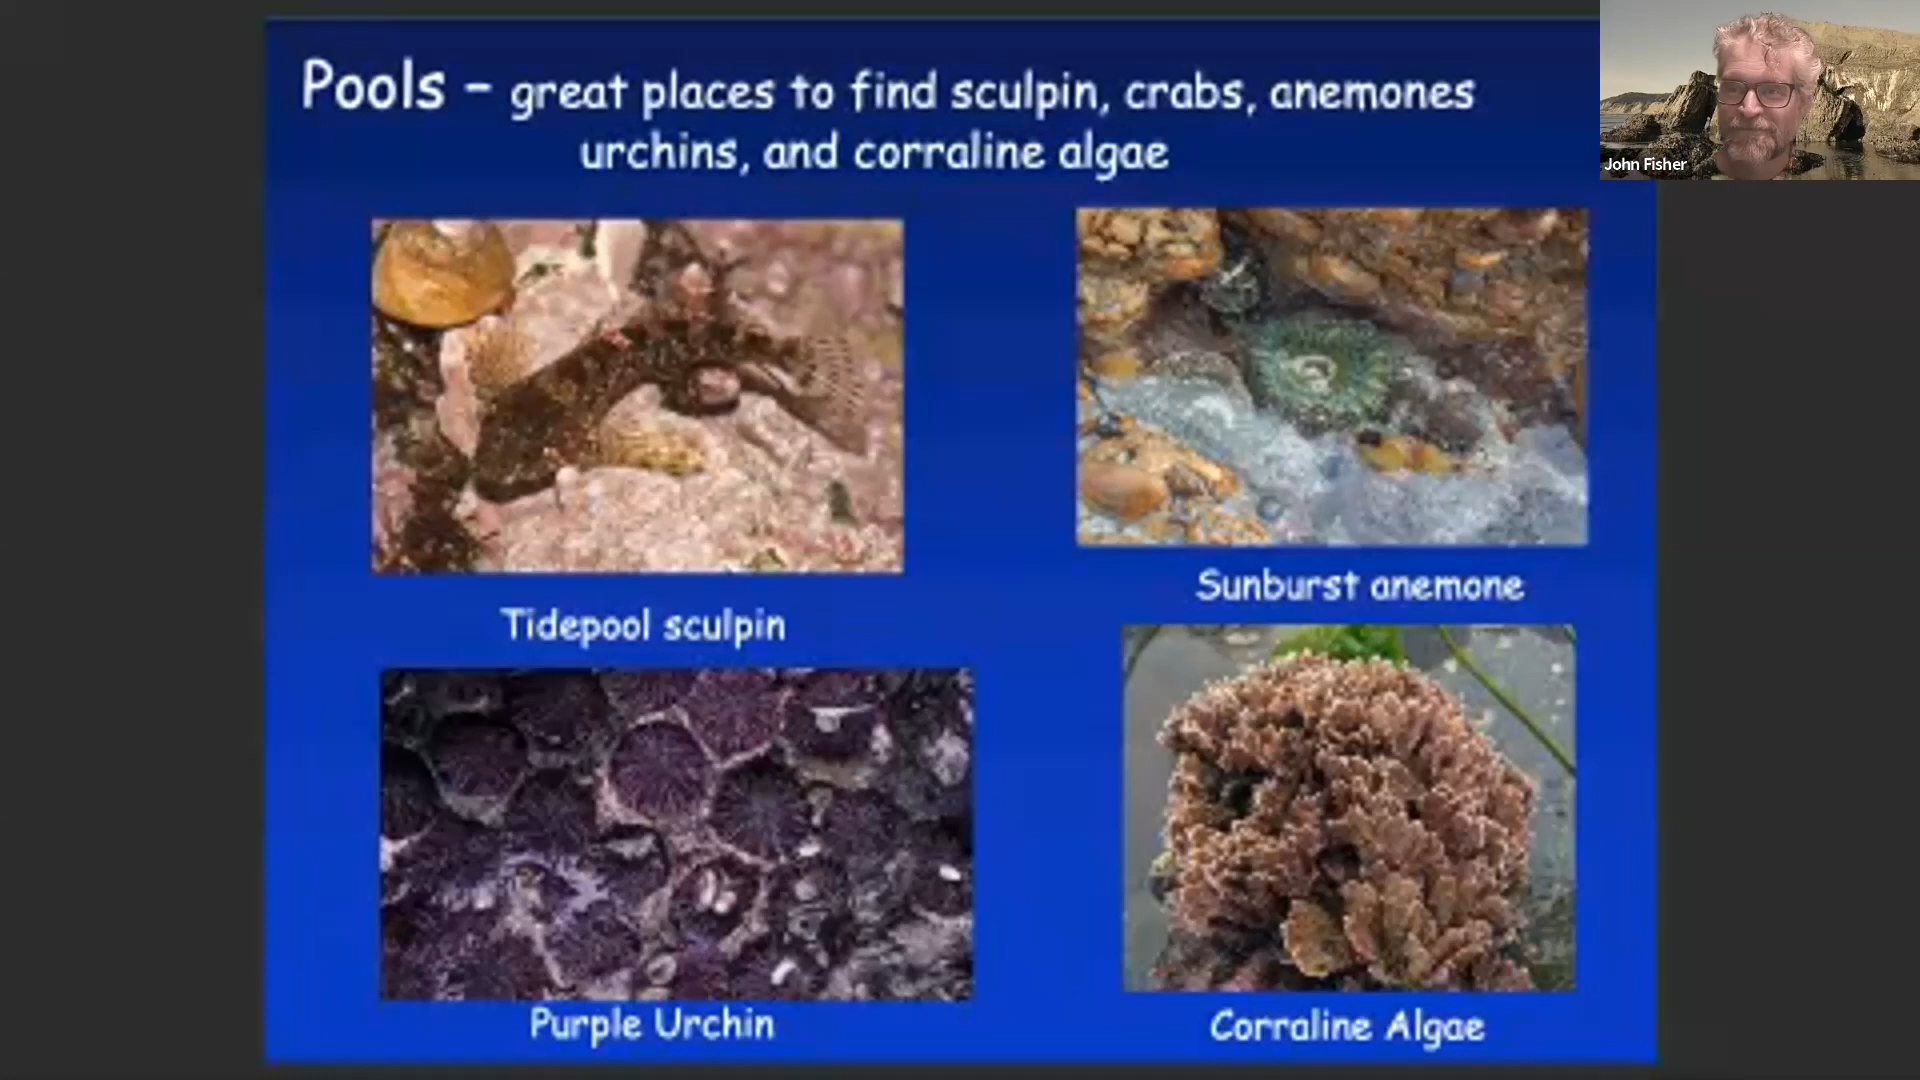 Pools – great places to find sculpin, crabs, anemones
urchins, and corraline algae
John Fisher
Sunburst anemone
Tidepool sculpin
Purple Urchin
Corraline Algae